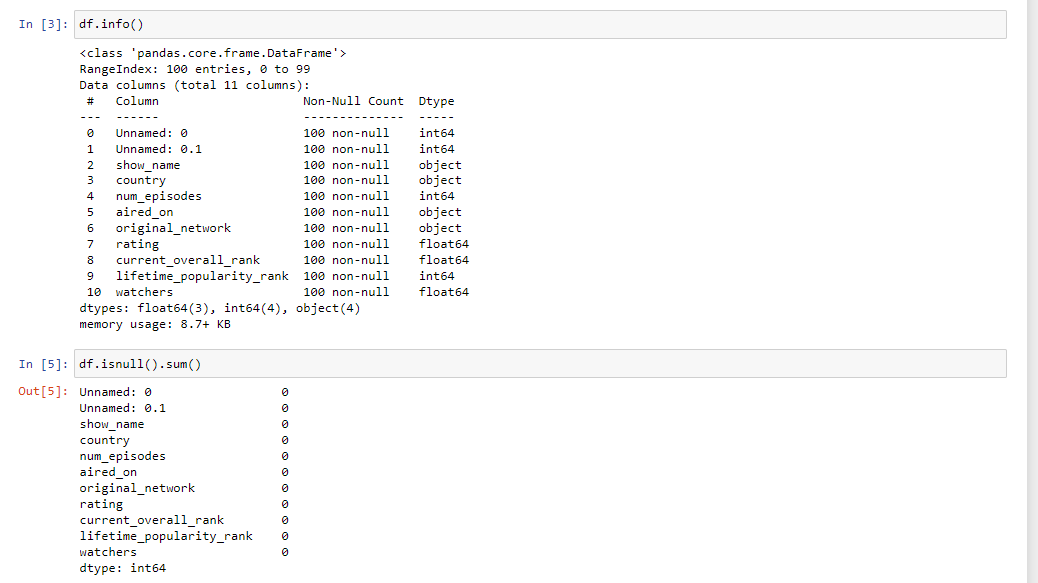 In [3]: df.info()
<class 'pandas.core.frame.DataFrame'>
RangeIndex: 100 entries, 0 to 99
Data columns (total 11 columns):
 #   Column                    Non-Null Count  Dtype
---  ------                    --------------  -----
 0   Unnamed: 0                100 non-null    int64
 1   Unnamed: 0.1              100 non-null    int64
 2   show_name                 100 non-null    object
 3   country                   100 non-null    object
 4   num_episodes              100 non-null    int64
 5   aired_on                  100 non-null    object
 6   original_network          100 non-null    object
 7   rating                    100 non-null    float64
 8   current_overall_rank      100 non-null    float64
 9   lifetime_popularity_rank  100 non-null    int64
 10  watchers                  100 non-null    float64
dtypes: float64(3), int64(4), object(4)
memory usage: 8.7+ KB
In [5]: df.isnull().sum()
Out[5]: Unnamed: 0                  0
Unnamed: 0.1                0
show_name                   0
country                     0
num_episodes                0
aired_on                    0
original_network            0
rating                      0
current_overall_rank        0
lifetime_popularity_rank    0
watchers                    0
dtype: int64